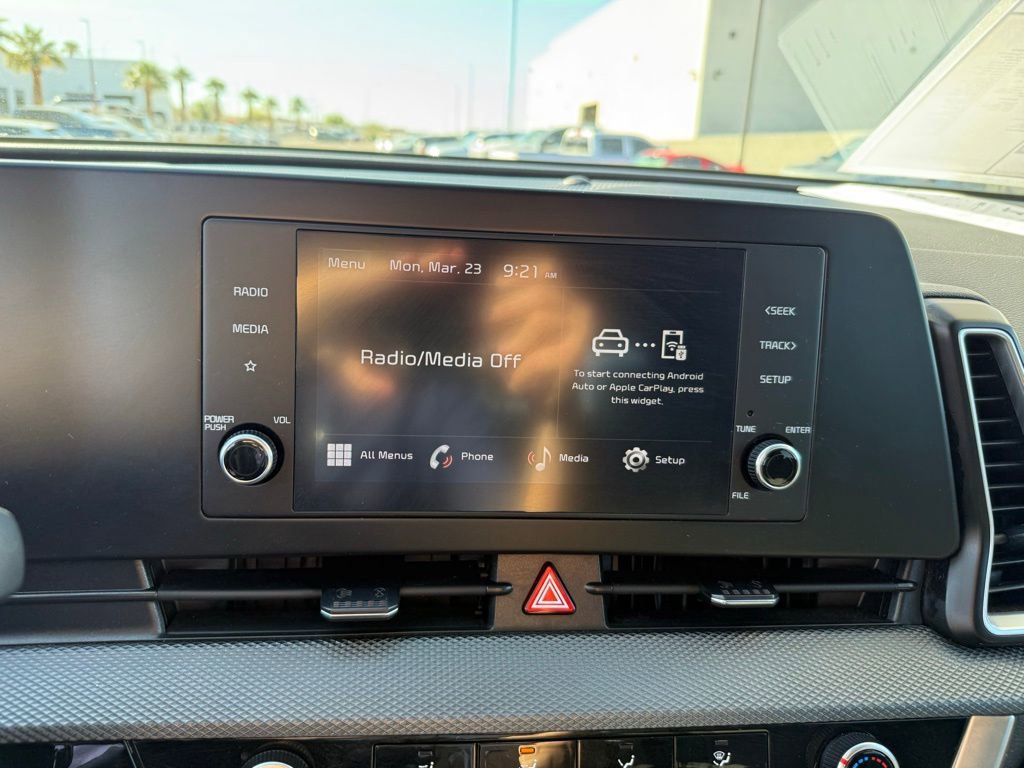 Menu Mon, Mar. 23 9:21 AM
RADIO
MEDIA
POWER PUSH VOL
Radio/Media Off
To start connecting Android
Auto or Apple CarPlay, press
this widget.
All Menus Phone Media Setup
<SEEK
TRACK>
SETUP
TUNE ENTER
FILE